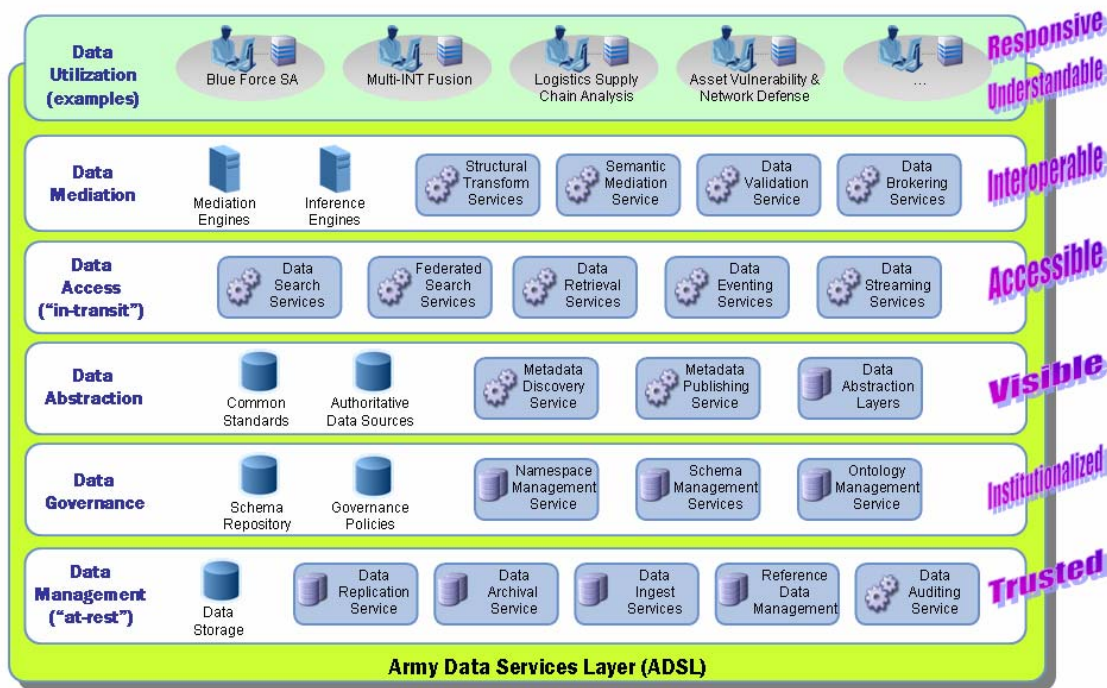 Data
Utilization
(examples)
Blue Force SA
Multi-INT Fusion
Logistics Supply
Chain Analysis
Asset Vulnerability &
Network Defense
...
Responsive
Understandable
Data
Mediation
Mediation
Engines
Inference
Engines
Structural
Transform
Services
Semantic
Mediation
Service
Data
Validation
Service
Data
Brokering
Services
Interoperable
Data
Access
("in-transit")
Data
Search
Services
Federated
Search
Services
Data
Retrieval
Services
Data
Eventing
Services
Data
Streaming
Services
Accessible
Data
Abstraction
Common
Standards
Authoritative
Data Sources
Metadata
Discovery
Service
Metadata
Publishing
Service
Data
Abstraction
Layers
Visible
Data
Governance
Schema
Repository
Governance
Policies
Namespace
Management
Service
Schema
Management
Services
Ontology
Management
Service
Institutionalized
Data
Management
("at-rest")
Data
Storage
Data
Replication
Service
Data
Archival
Service
Data
Ingest
Services
Reference
Data
Management
Data
Auditing
Service
Trusted
Army Data Services Layer (ADSL)